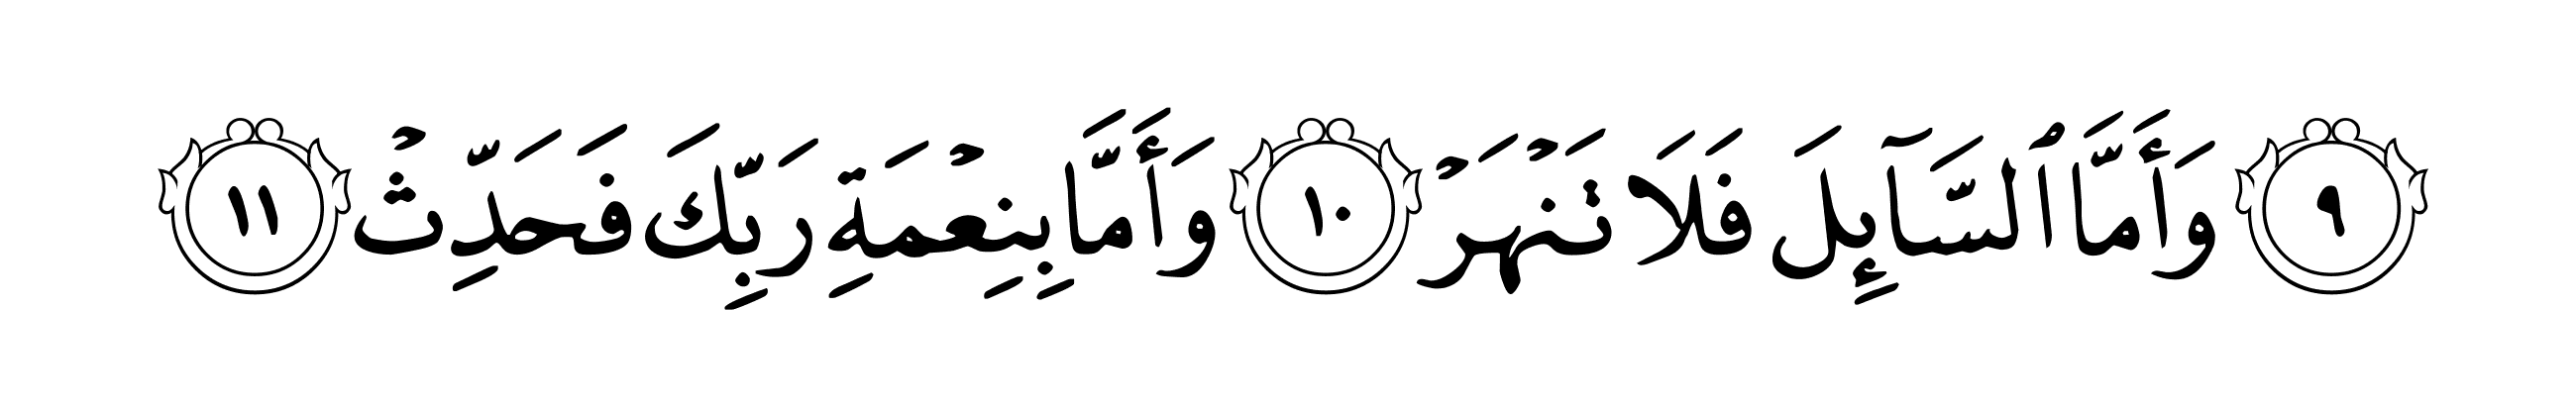 ٩ وَأَمَّا ٱلسَّآئِلَ فَلَا تَنۡهَرۡ ١٠ وَأَمَّا بِنِعۡمَةِ رَبِّكَ فَحَدِّثۡ ١١